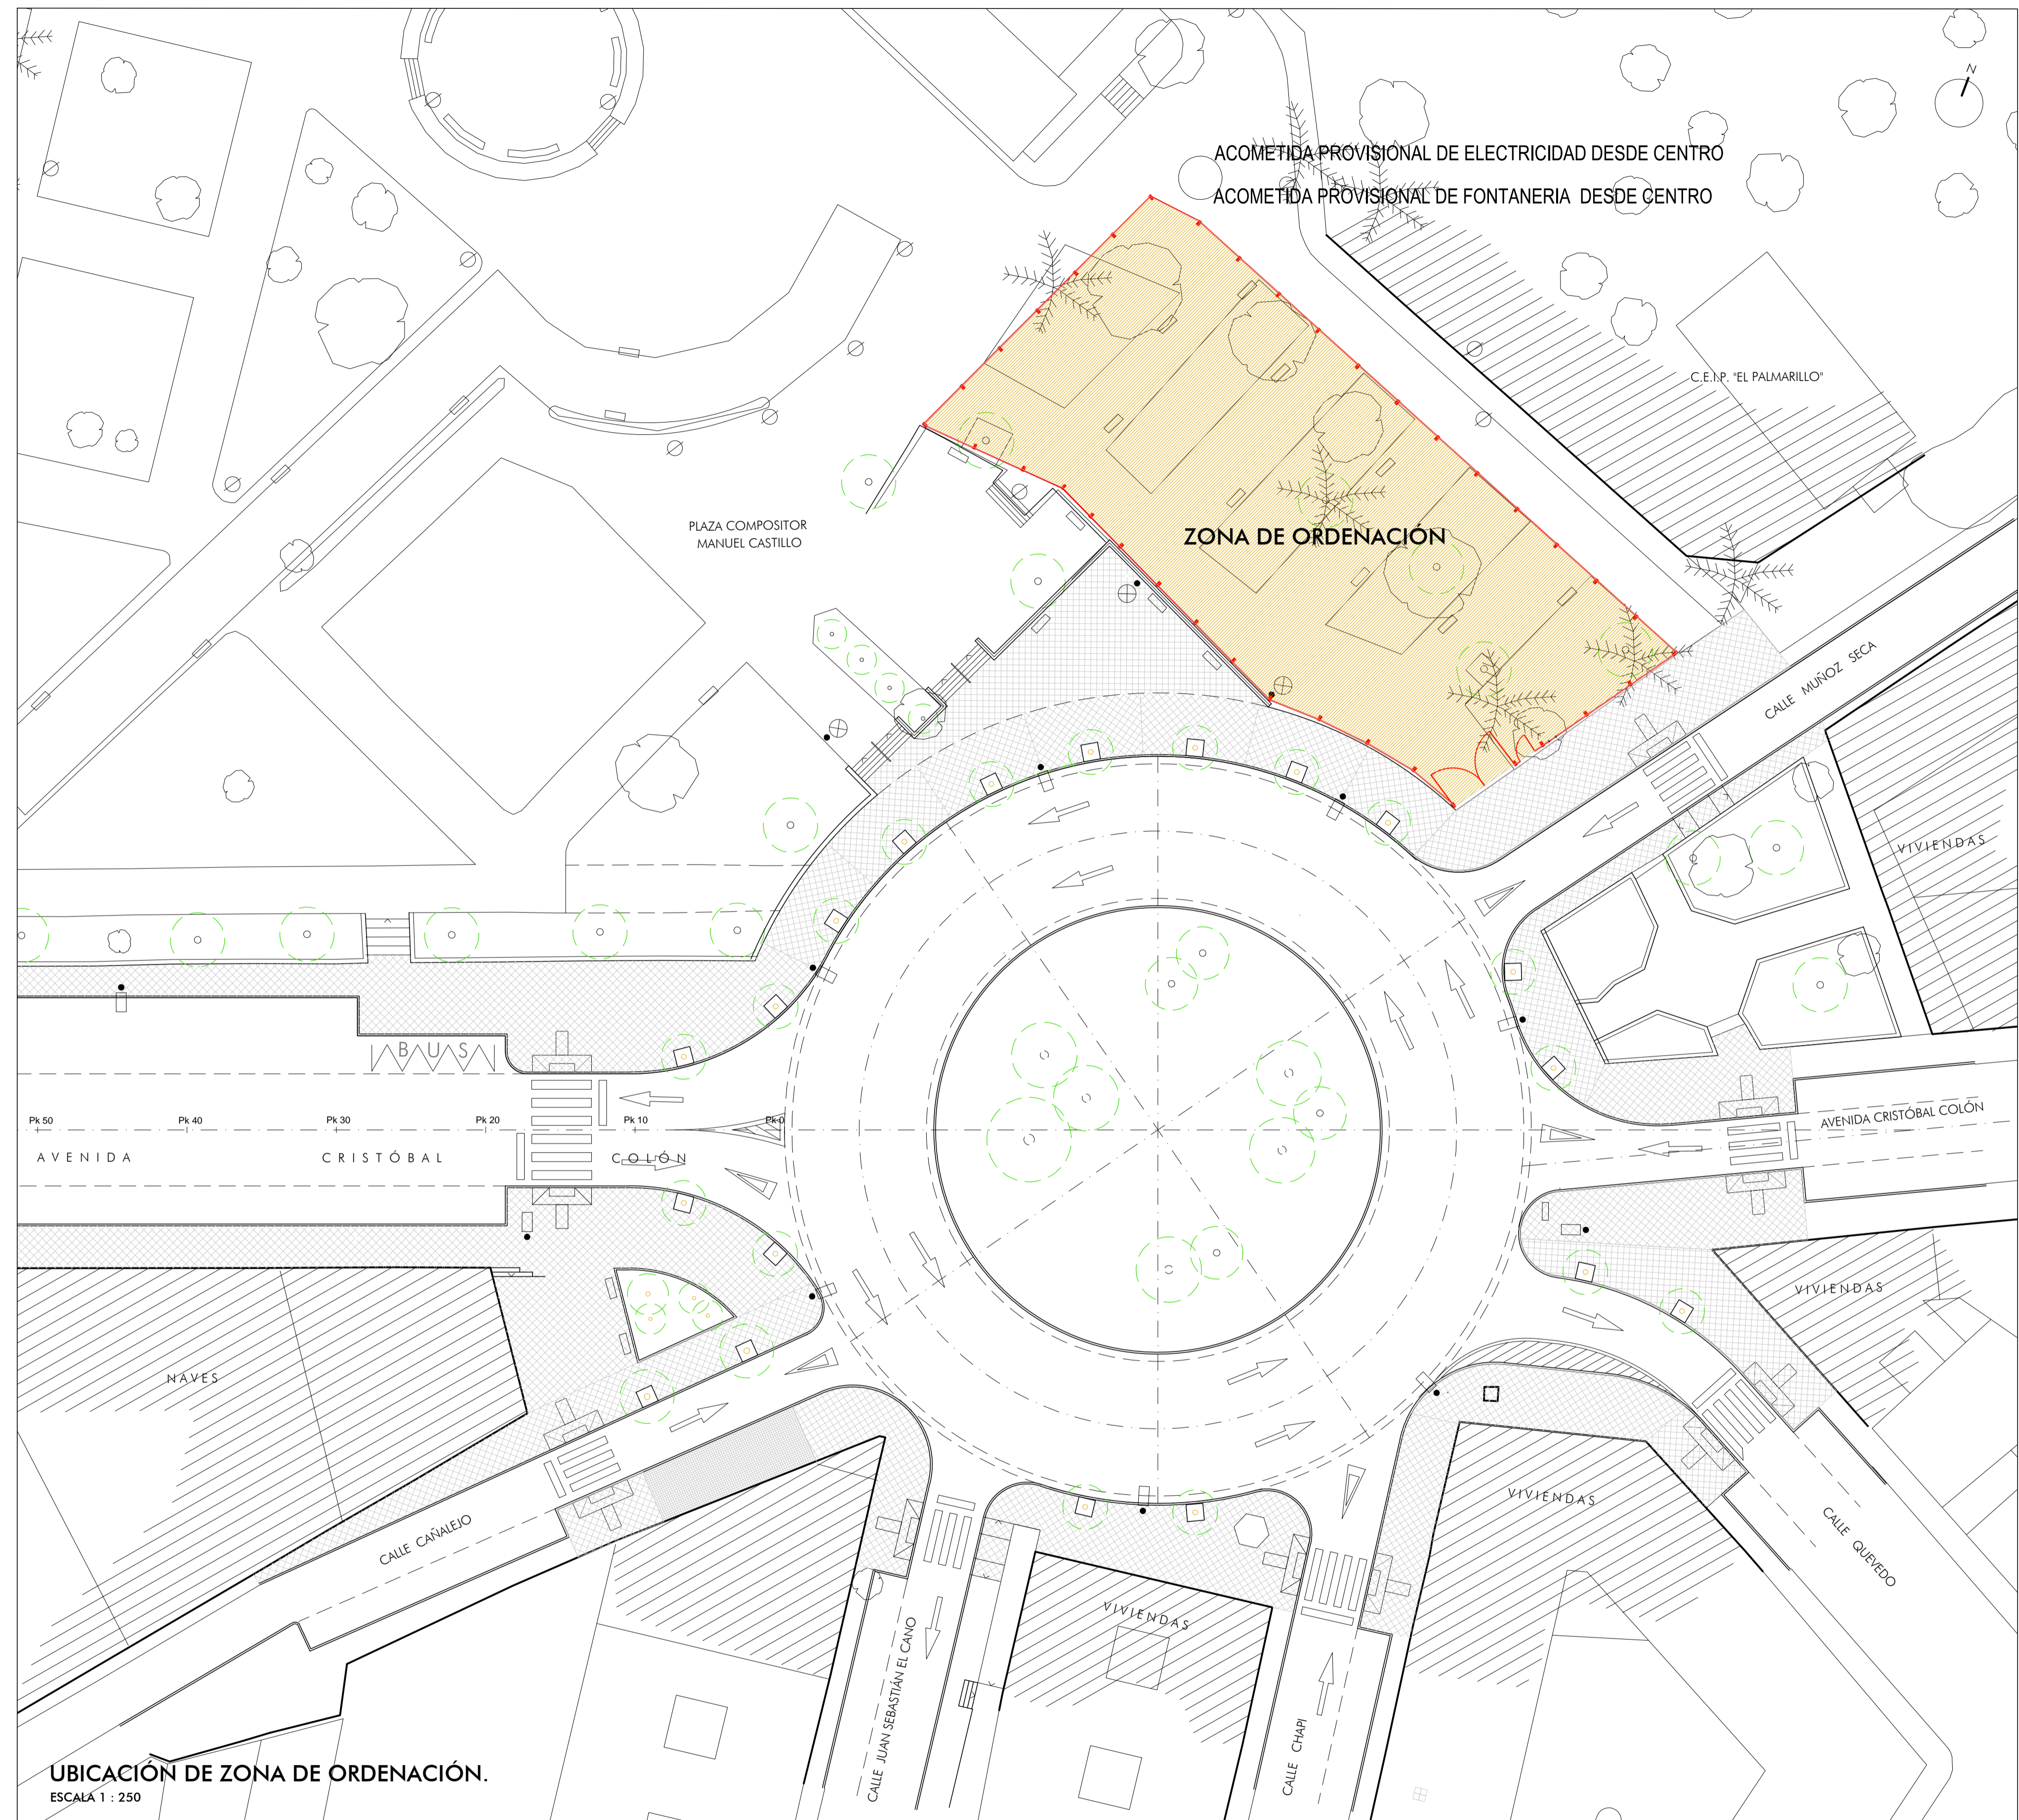 N
ACOMETIDA PROVISIONAL DE ELECTRICIDAD DESDE CENTRO
ACOMETIDA PROVISIONAL DE FONTANERIA DESDE CENTRO
C.E.I.P. "EL PALMARILLO"
PLAZA COMPOSITOR
MANUEL CASTILLO
ZONA DE ORDENACIÓN
CALLE MUÑOZ SECA
VIVIENDAS
BUS
Pk 50
Pk 40
Pk 30
Pk 20
Pk 10
Pk 0
AVENIDA CRISTÓBAL COLÓN
AVENIDA CRISTÓBAL COLÓN
VIVIENDAS
NAVES
VIVIENDAS
CALLE CAÑALEJO
CALLE QUEVEDO
VIVIENDAS
CALLE JUAN SEBASTIÁN EL CANO
CALLE CHAPI
UBICACIÓN DE ZONA DE ORDENACIÓN.
ESCALA 1 : 250